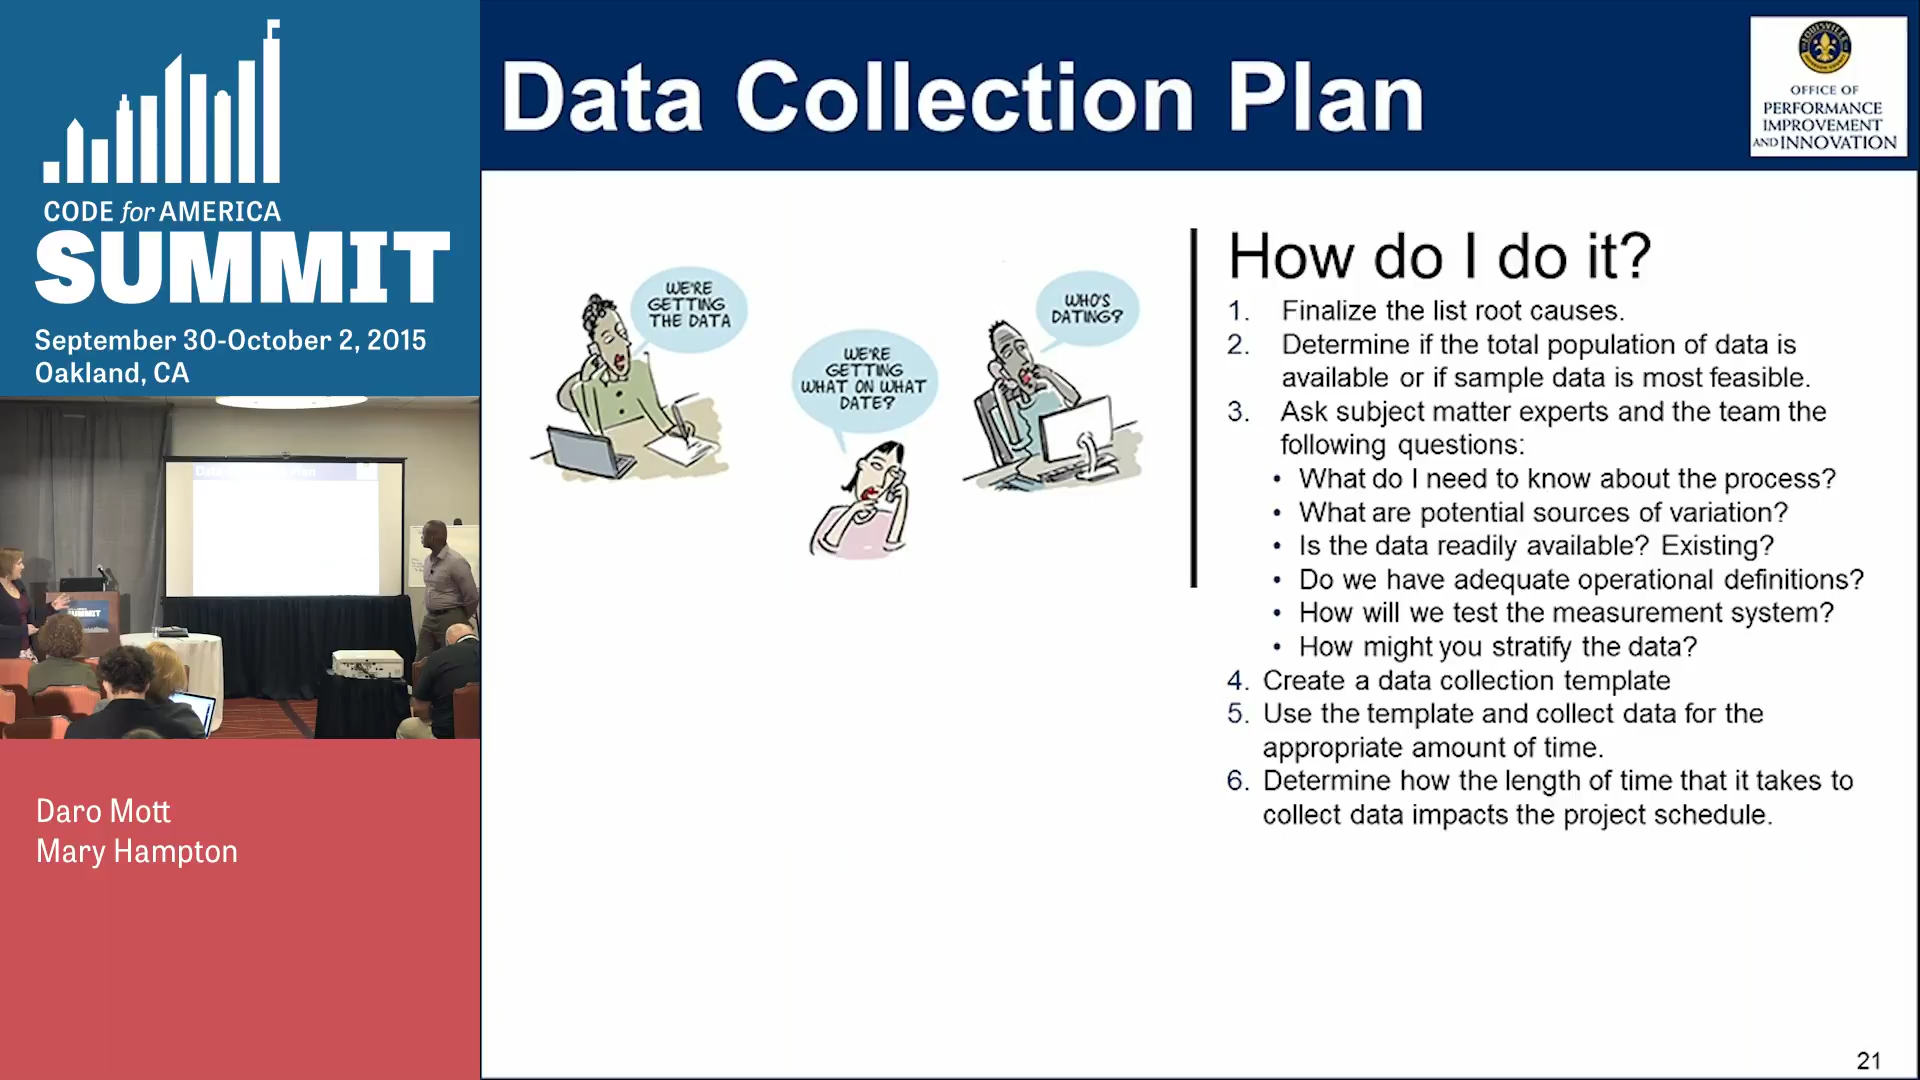 CODE for AMERICA
SUMMIT
September 30-October 2, 2015
Oakland, CA
Daro Mott
Mary Hampton
Data Collection Plan
OFFICE OF
PERFORMANCE
IMPROVEMENT
AND INNOVATION
WE'RE
GETTING
THE DATA
WE'RE
GETTING
WHAT ON WHAT
DATE?
WHO'S
DATING?
How do I do it?
1. Finalize the list root causes.
2. Determine if the total population of data is
available or if sample data is most feasible.
3. Ask subject matter experts and the team the
following questions:
• What do I need to know about the process?
• What are potential sources of variation?
• Is the data readily available? Existing?
• Do we have adequate operational definitions?
• How will we test the measurement system?
• How might you stratify the data?
4. Create a data collection template
5. Use the template and collect data for the
appropriate amount of time.
6. Determine how the length of time that it takes to
collect data impacts the project schedule.
21